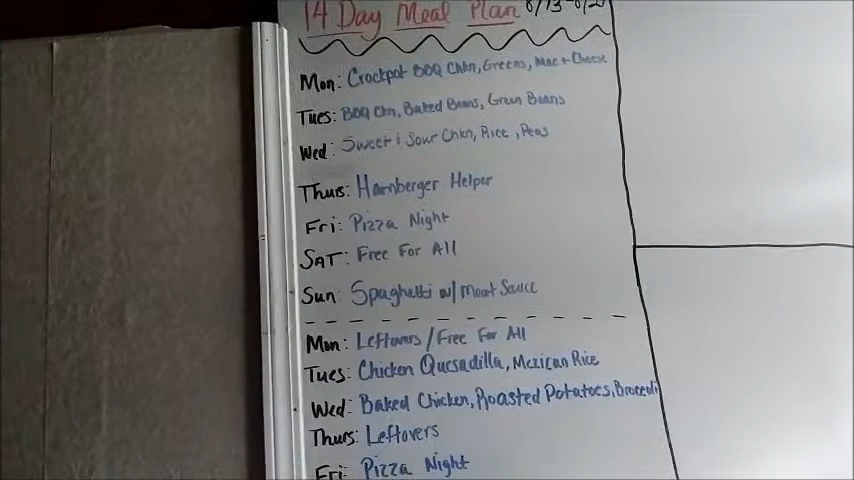 14 Day Meal Plan
Mon: Crockpot BBQ Chkn, Greens, Mac + Cheese
Tues: BBQ Chn, Baked Beans, Green Beans
Wed: Sweet i Sour Chkn, Rice, Peas
Thurs: Hamberger Helper
Fri: Pizza Night
SAT: Free For All
Sun: Spaghetti w/ Meat Sauce
Mon: Leftovers / Free For All
Tues: Chicken Quesadilla, Mexican Rice
Wed: Baked Chicken, Roasted Potatoes, Broccoli
Thurs: Leftovers
Fri: Pizza Night